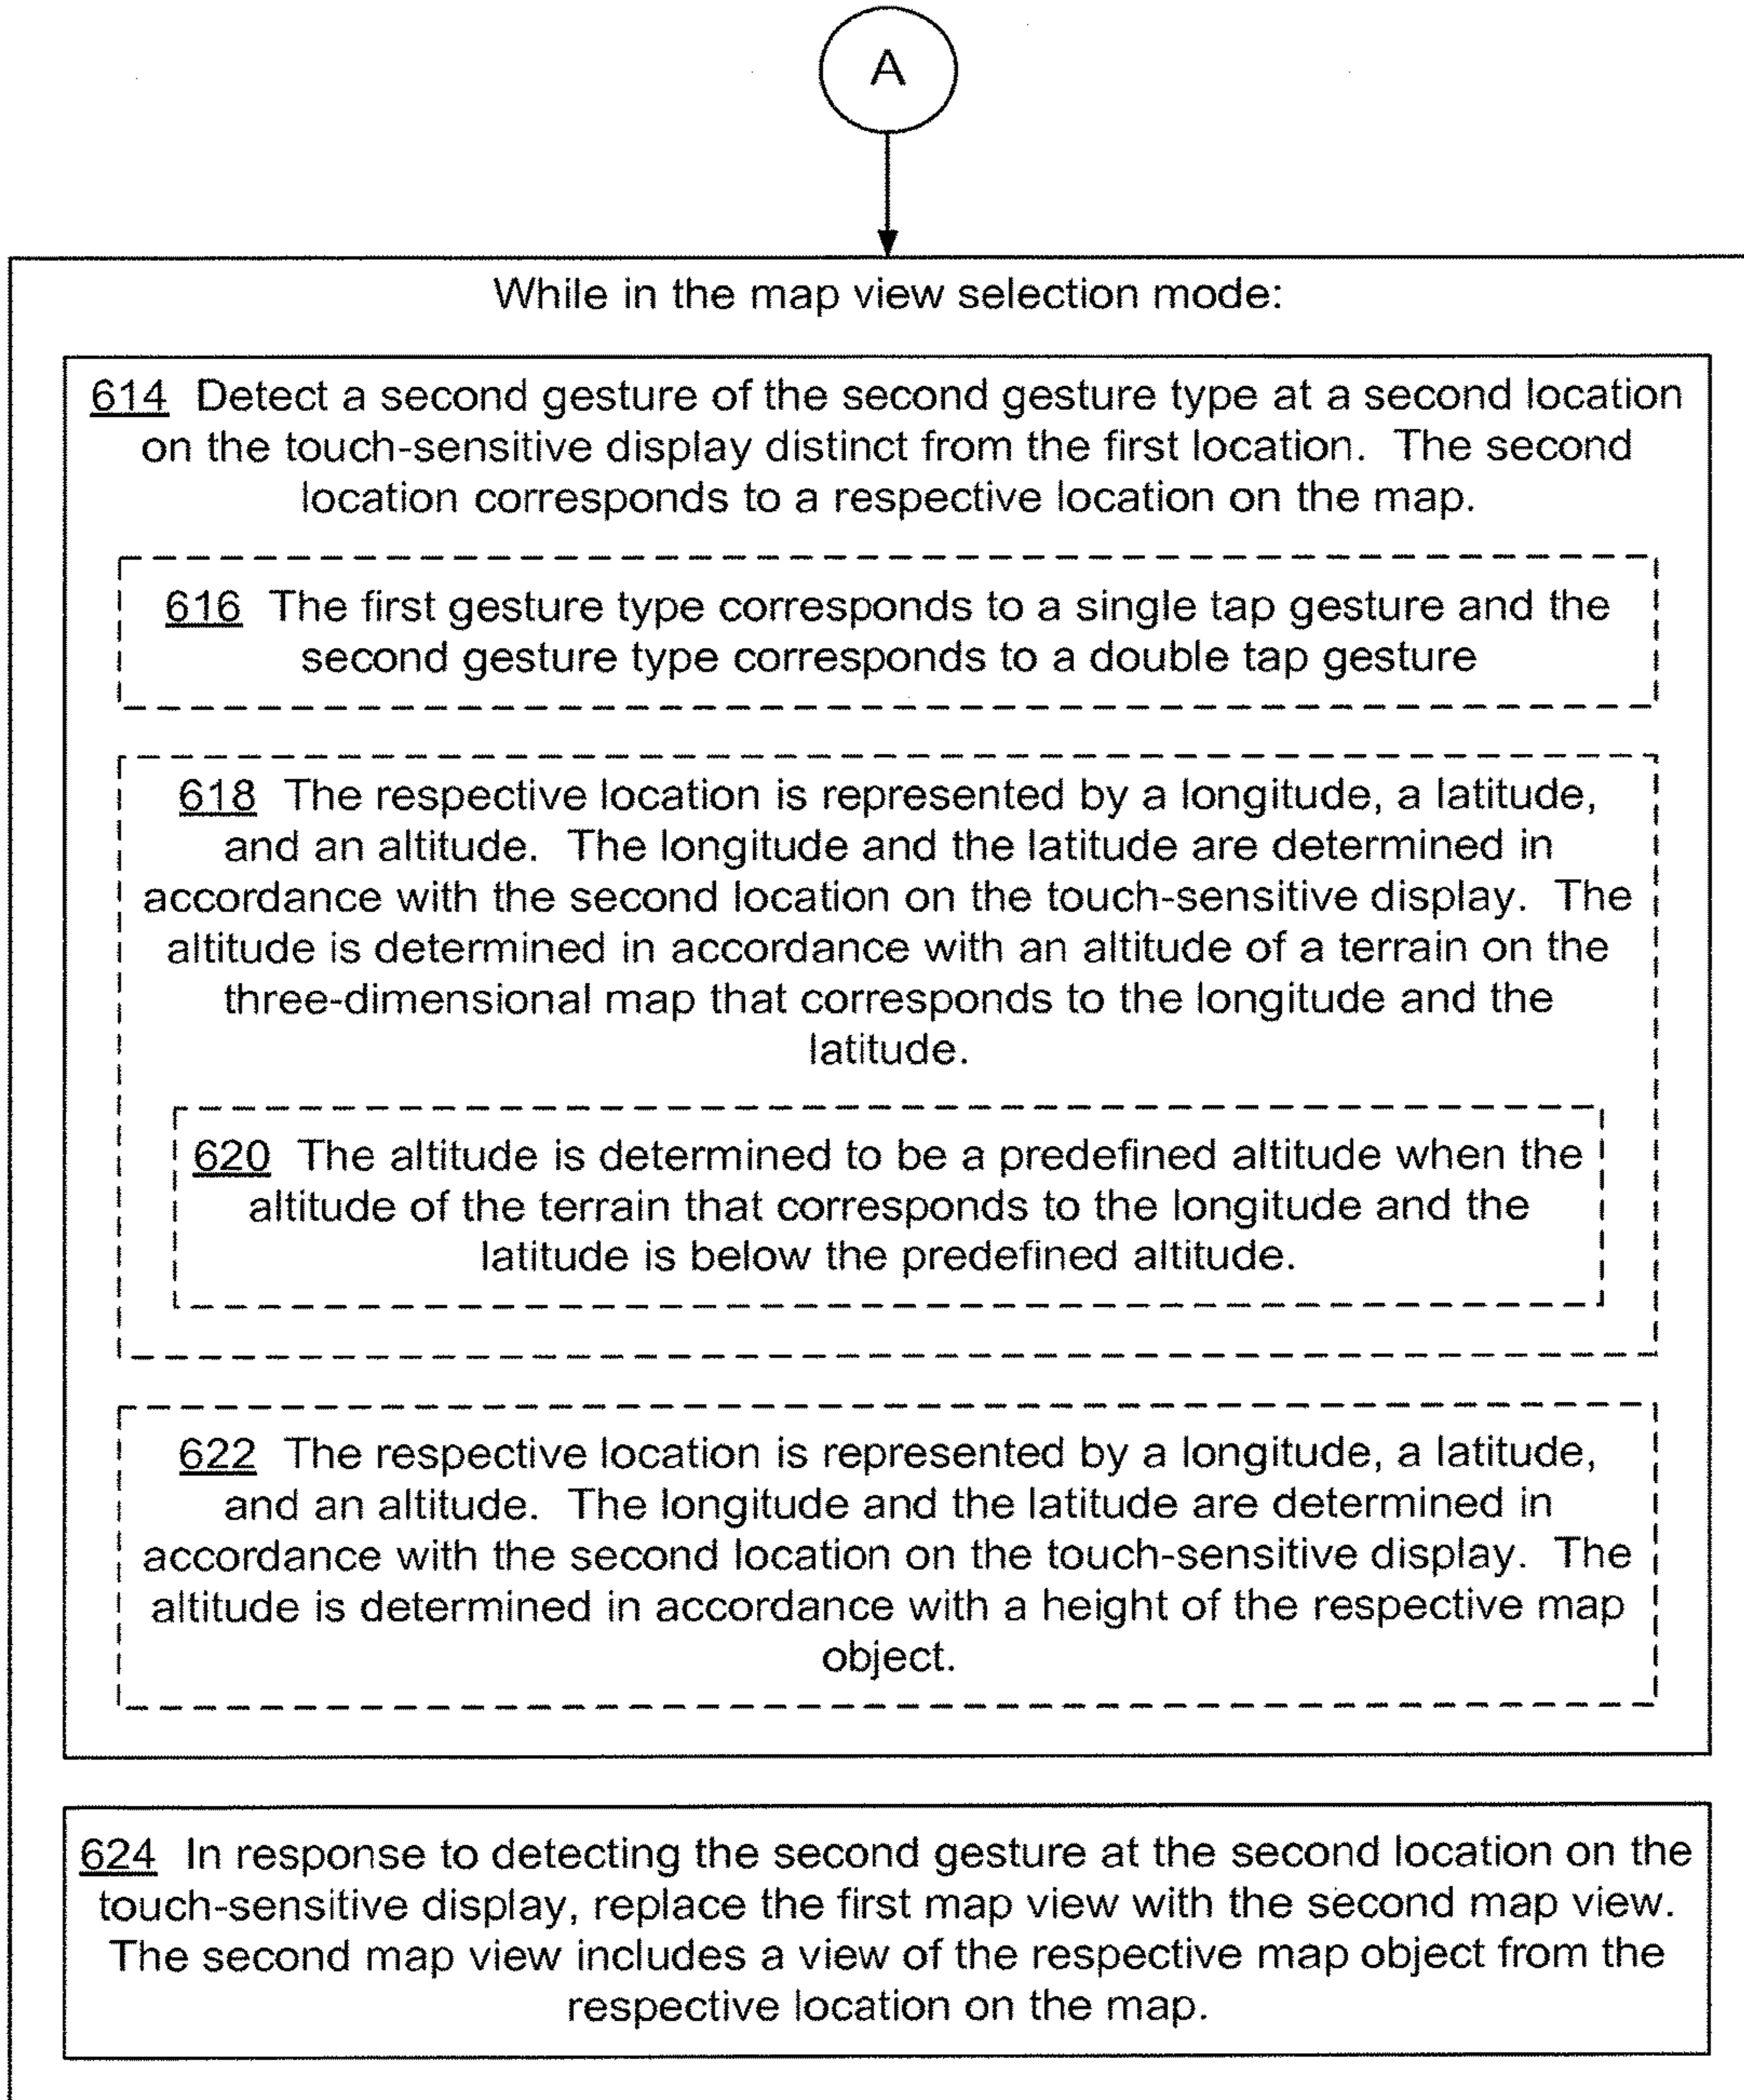 A
While in the map view selection mode:
614 Detect a second gesture of the second gesture type at a second location
on the touch-sensitive display distinct from the first location. The second
location corresponds to a respective location on the map.
616 The first gesture type corresponds to a single tap gesture and the
second gesture type corresponds to a double tap gesture
618 The respective location is represented by a longitude, a latitude,
and an altitude. The longitude and the latitude are determined in
accordance with the second location on the touch-sensitive display. The
altitude is determined in accordance with an altitude of a terrain on the
three-dimensional map that corresponds to the longitude and the
latitude.
620 The altitude is determined to be a predefined altitude when the
altitude of the terrain that corresponds to the longitude and the
latitude is below the predefined altitude.
622 The respective location is represented by a longitude, a latitude,
and an altitude. The longitude and the latitude are determined in
accordance with the second location on the touch-sensitive display. The
altitude is determined in accordance with a height of the respective map
object.
624 In response to detecting the second gesture at the second location on the
touch-sensitive display, replace the first map view with the second map view.
The second map view includes a view of the respective map object from the
respective location on the map.